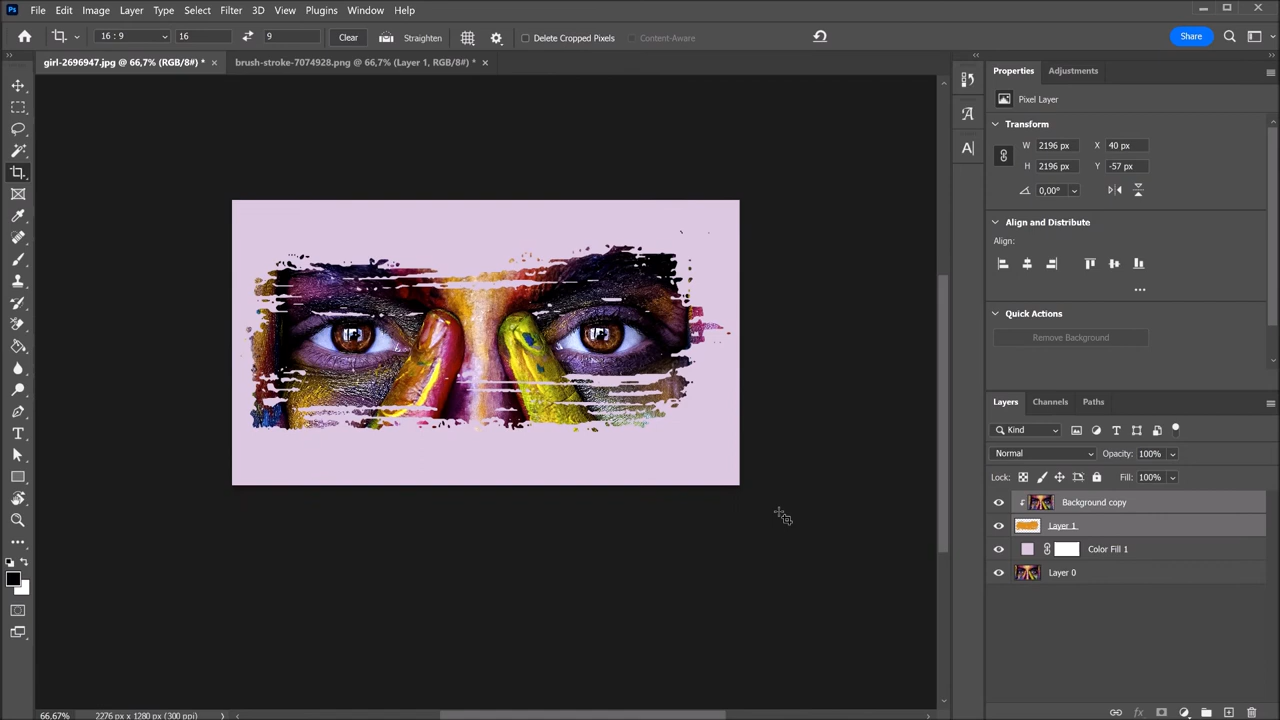 Ps File Edit Image Layer Type Select Filter 3D View Plugins Window Help
16 : 9 16 9 Clear Straighten Delete Cropped Pixels Content-Aware Share
girl-2696947.jpg @ 66,7% (RGB/8#) * × brush-stroke-7074928.png @ 66,7% (Layer 1, RGB/8#) * ×
Properties Adjustments
Pixel Layer
Transform
W 2196 px X 40 px
H 2196 px Y -57 px
0,00°
Align and Distribute
Align:
Quick Actions
Remove Background
Layers Channels Paths
Kind
Normal Opacity: 100%
Lock: Fill: 100%
Background copy
Layer 1
Color Fill 1
Layer 0
66.67% 2276 px x 1280 px (300 ppi)